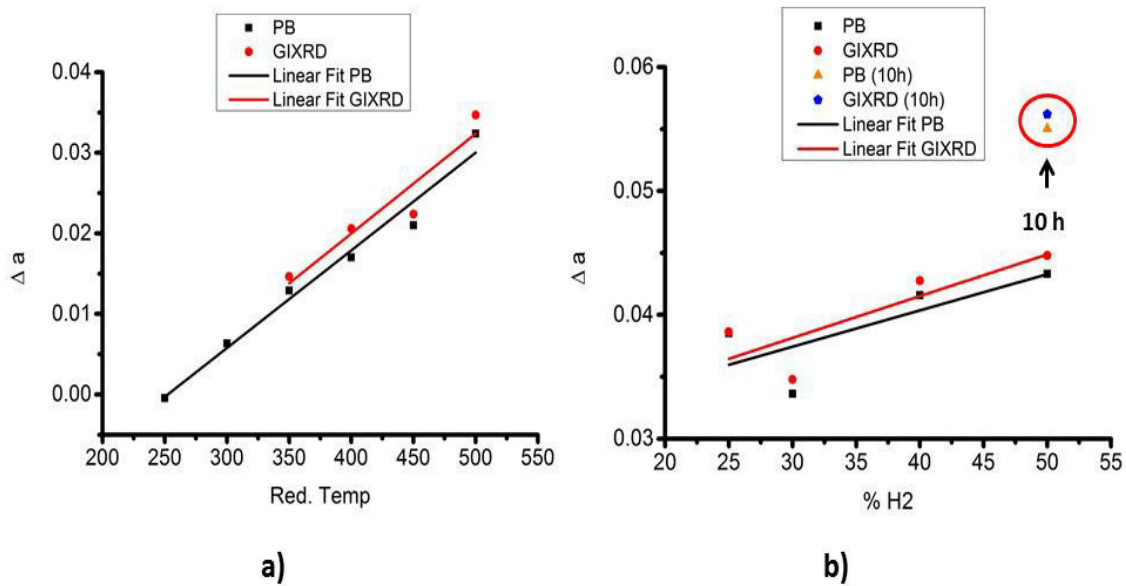 PB
GIXRD
Linear Fit PB
Linear Fit GIXRD
0.04
0.03
0.02
0.01
0.00
Δ a
200 250 300 350 400 450 500 550
Red. Temp
a)
PB
GIXRD
PB (10h)
GIXRD (10h)
Linear Fit PB
Linear Fit GIXRD
0.06
0.05
0.04
0.03
Δ a
10 h
20 25 30 35 40 45 50 55
% H2
b)